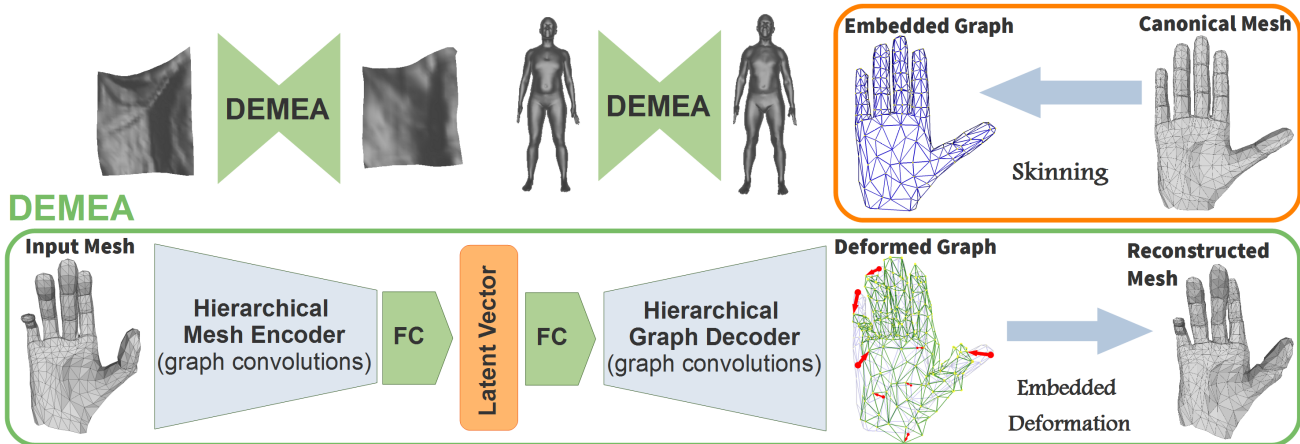 DEMEA
DEMEA
Embedded Graph
Canonical Mesh
Skinning
DEMEA
Input Mesh
Hierarchical
Mesh Encoder
(graph convolutions)
FC
Latent Vector
FC
Hierarchical
Graph Decoder
(graph convolutions)
Deformed Graph
Embedded
Deformation
Reconstructed
Mesh